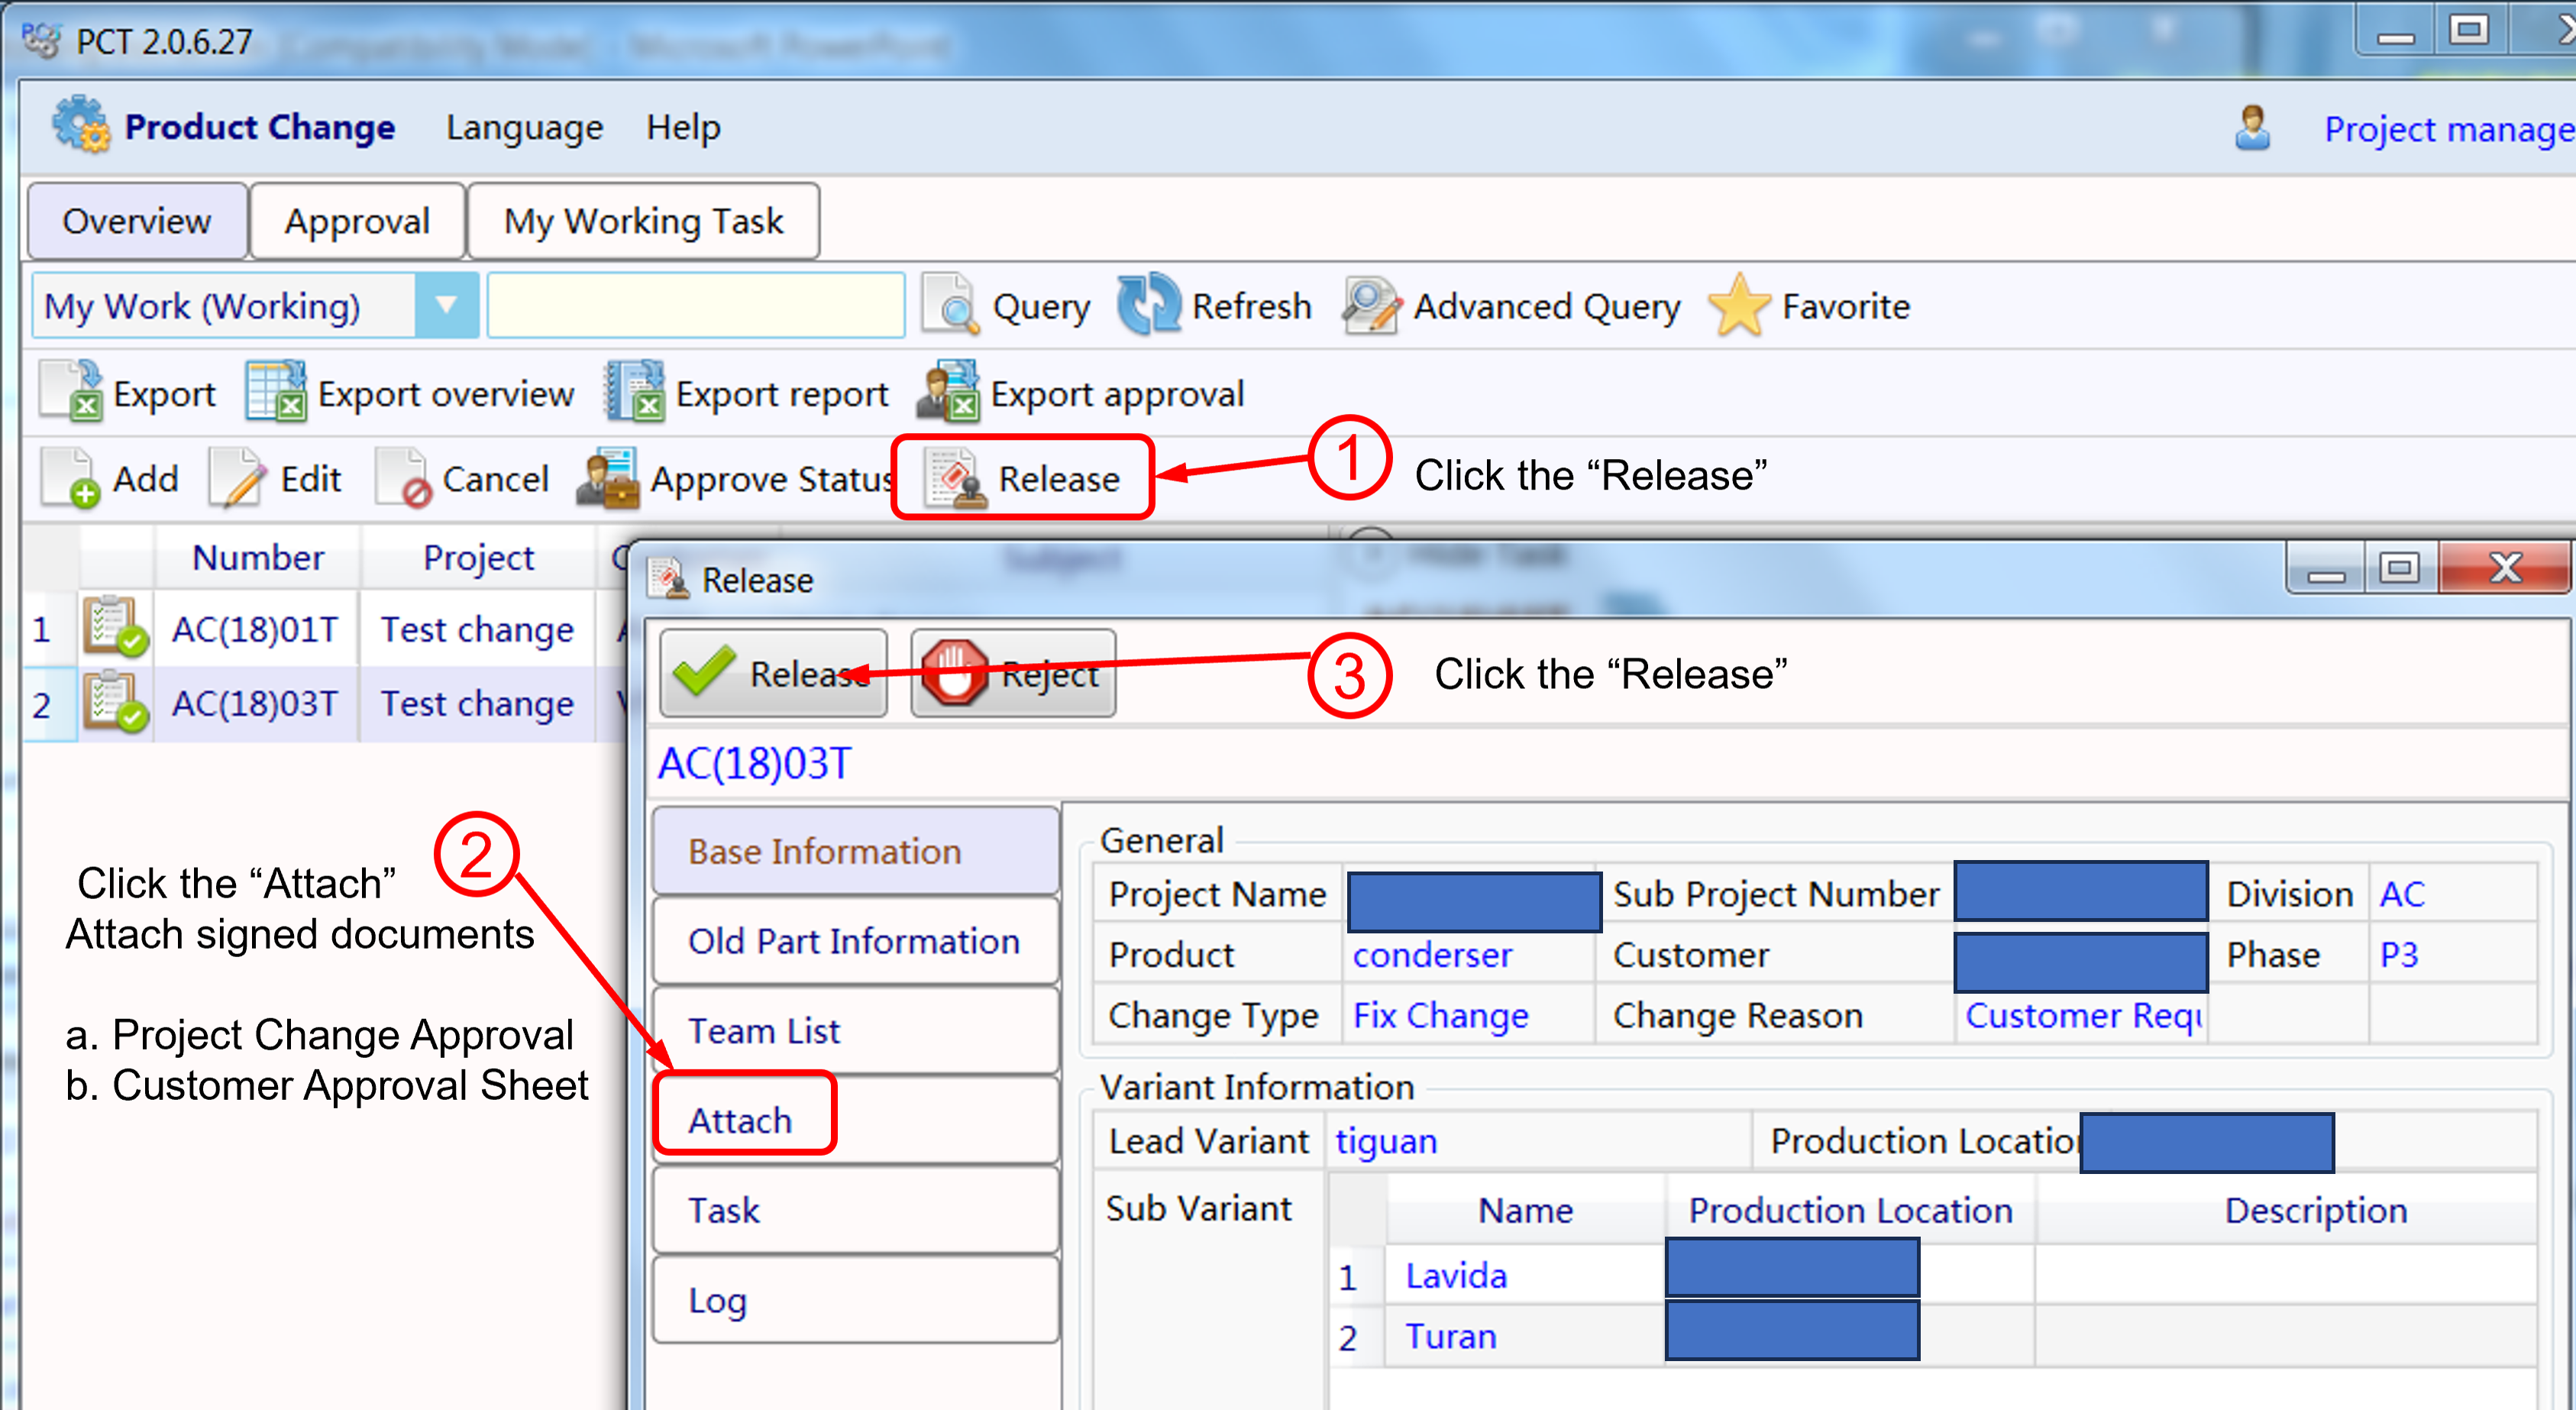 PCT 2.0.6.27
Product Change Language Help Project manage
Overview Approval My Working Task
My Work (Working) Query Refresh Advanced Query Favorite
Export Export overview Export report Export approval
Add Edit Cancel Approve Status Release 1 Click the “Release”
Number Project Subject Hide Task
1 AC(18)01T Test change
2 AC(18)03T Test change
Release
Release Reject 3 Click the “Release”
AC(18)03T
2
Click the “Attach”
Attach signed documents
a. Project Change Approval
b. Customer Approval Sheet
Base Information
Old Part Information
Team List
Attach
Task
Log
General
Project Name Sub Project Number Division AC
Product conderser Customer Phase P3
Change Type Fix Change Change Reason Customer Requ
Variant Information
Lead Variant tiguan Production Location
Sub Variant Name Production Location Description
1 Lavida
2 Turan